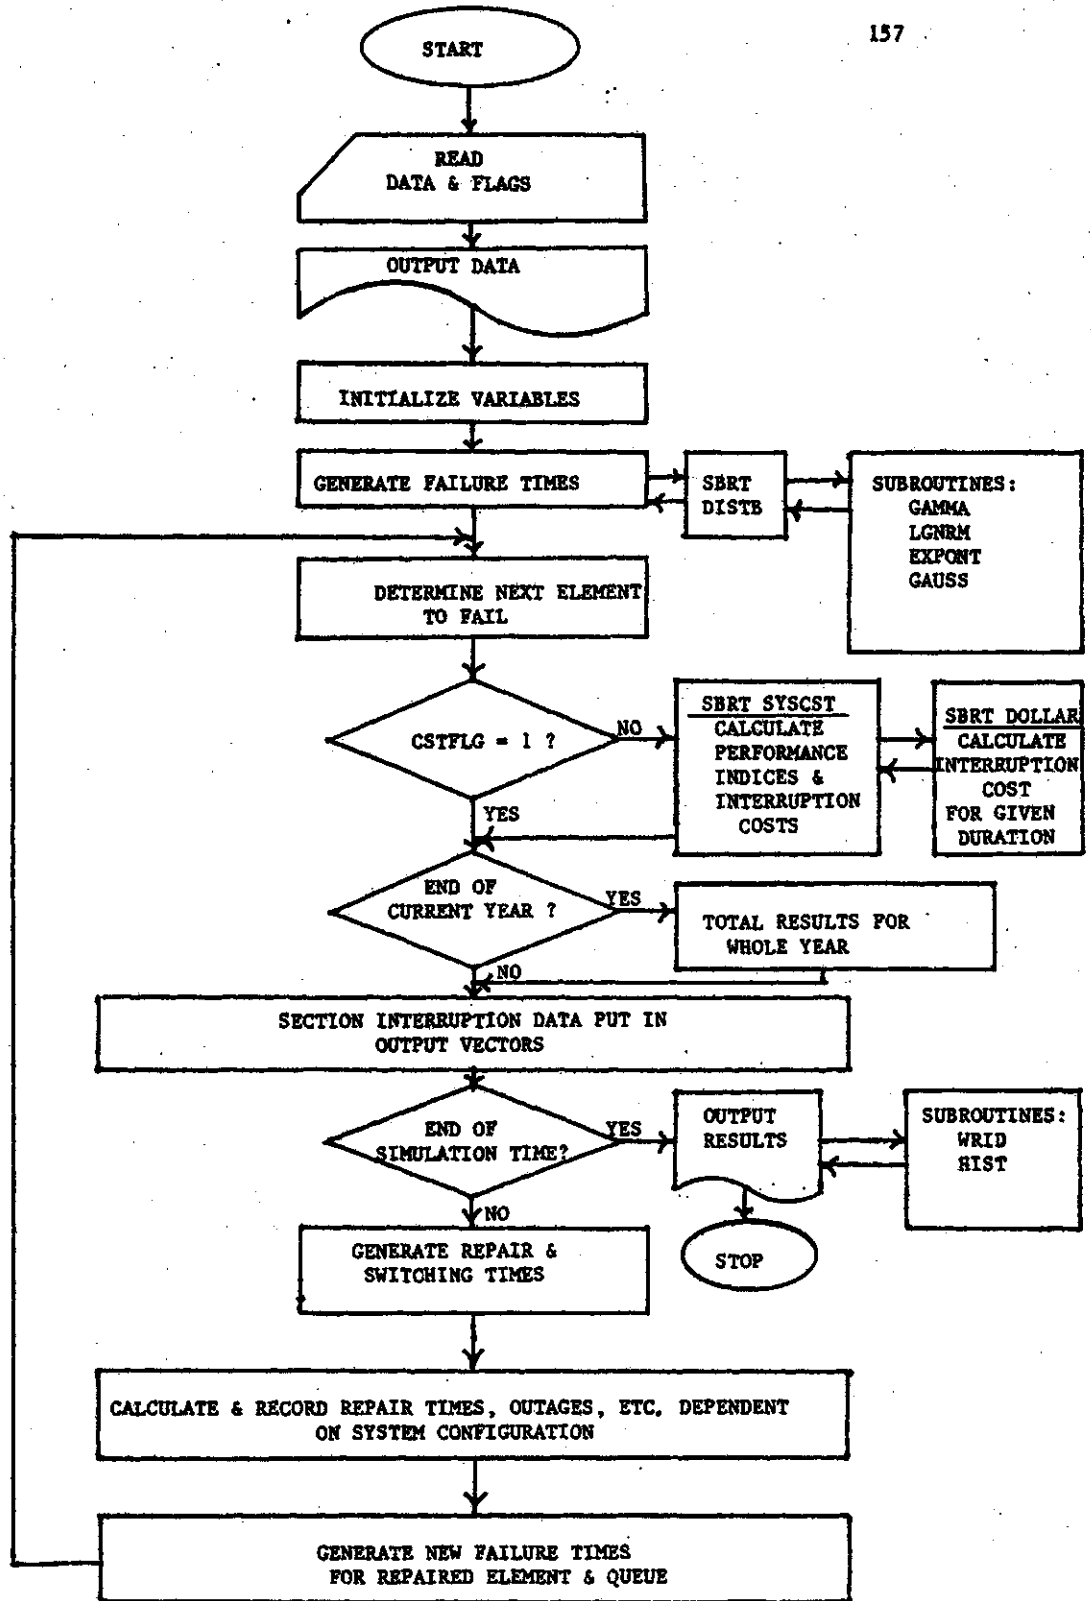 157
START
READ
DATA & FLAGS
OUTPUT DATA
INITIALIZE VARIABLES
GENERATE FAILURE TIMES
SBRT
DISTB
SUBROUTINES:
GAMMA
LGNRM
EXPONT
GAUSS
DETERMINE NEXT ELEMENT
TO FAIL
CSTFLG = 1 ?
NO
YES
SBRT SYSCST
CALCULATE
PERFORMANCE
INDICES &
INTERRUPTION
COSTS
SBRT DOLLAR
CALCULATE
INTERRUPTION
COST
FOR GIVEN
DURATION
END OF
CURRENT YEAR ?
YES
NO
TOTAL RESULTS FOR
WHOLE YEAR
SECTION INTERRUPTION DATA PUT IN
OUTPUT VECTORS
END OF
SIMULATION TIME?
YES
NO
OUTPUT
RESULTS
SUBROUTINES:
WRID
HIST
STOP
GENERATE REPAIR &
SWITCHING TIMES
CALCULATE & RECORD REPAIR TIMES, OUTAGES, ETC. DEPENDENT
ON SYSTEM CONFIGURATION
GENERATE NEW FAILURE TIMES
FOR REPAIRED ELEMENT & QUEUE